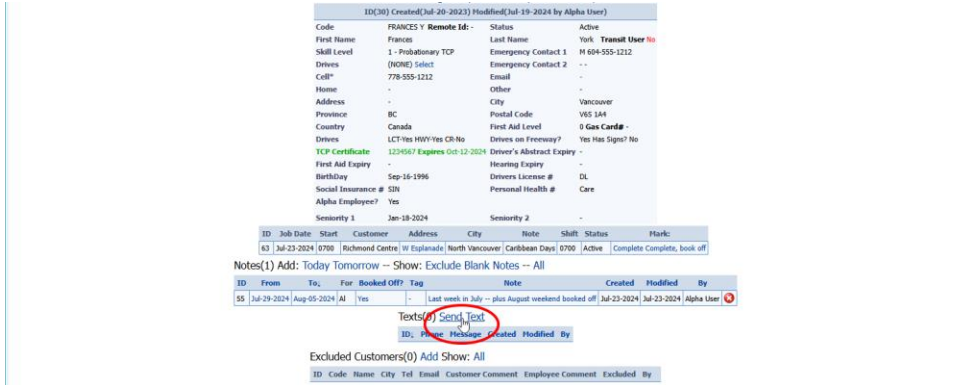 ID(30) Created(Jul-20-2023) Modified(Jul-19-2024 by Alpha User)
Code FRANCES Y Remote Id: - Status Active
First Name Frances Last Name York Transit User No
Skill Level 1 - Probationary TCP Emergency Contact 1 M 604-555-1212
Drives (NONE) Select Emergency Contact 2 - -
Cell* 778-555-1212 Email -
Home - Other -
Address - City Vancouver
Province BC Postal Code V6S 1A4
Country Canada First Aid Level 0 Gas Card# -
Drives LCT-Yes HWY-Yes CR-No Drives on Freeway? Yes Has Signs? No
TCP Certificate 1234567 Expires Oct-12-2024 Driver's Abstract Expiry -
First Aid Expiry - Hearing Expiry -
BirthDay Sep-16-1996 Drivers License # DL
Social Insurance # SIN Personal Health # Care
Alpha Employee? Yes
Seniority 1 Jan-18-2024 Seniority 2 -
ID Job Date Start Customer Address City Note Shift Status Mark:
63 Jul-23-2024 0700 Richmond Centre W Esplanade North Vancouver Caribbean Days 0700 Active Complete Complete, book off
Notes(1) Add: Today Tomorrow -- Show: Exclude Blank Notes -- All
ID From To↓ For Booked Off? Tag Note Created Modified By
55 Jul-29-2024 Aug-05-2024 Al Yes - Last week in July -- plus August weekend booked off Jul-23-2024 Jul-23-2024 Alpha User
Texts(0) Send Text
ID↓ Phone Message Created Modified By
Excluded Customers(0) Add Show: All
ID Code Name City Tel Email Customer Comment Employee Comment Excluded By